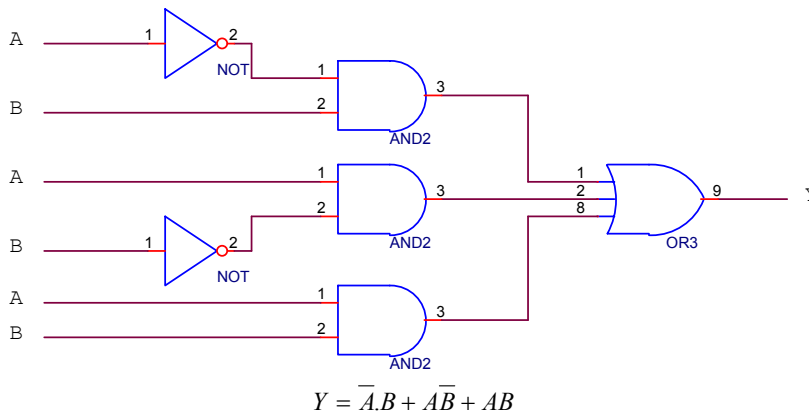 A 1 2 NOT 1 3
B 2 AND2
A 1 3 1 9 Y
2 AND2 2
B 1 2 NOT 8 OR3
A 1 3
B 2 AND2
Y = A̅.B + AB̅ + AB